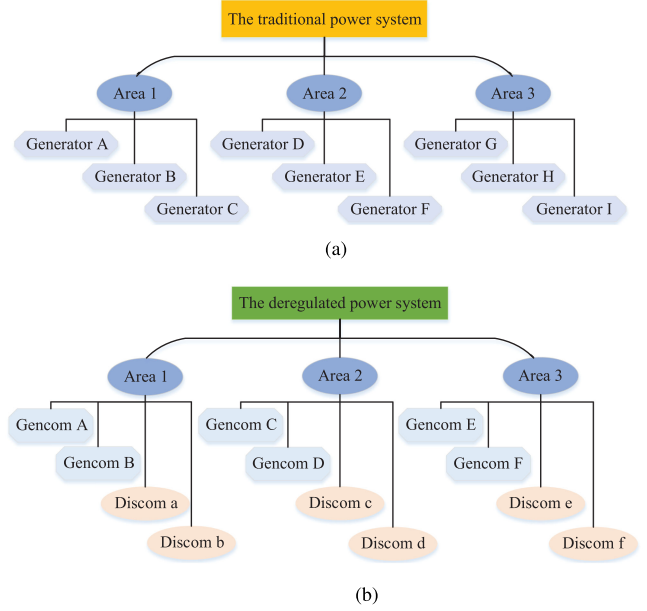 The traditional power system
Area 1
Area 2
Area 3
Generator A
Generator D
Generator G
Generator B
Generator E
Generator H
Generator C
Generator F
Generator I
(a)
The deregulated power system
Area 1
Area 2
Area 3
Gencom A
Gencom C
Gencom E
Gencom B
Gencom D
Gencom F
Discom a
Discom c
Discom e
Discom b
Discom d
Discom f
(b)